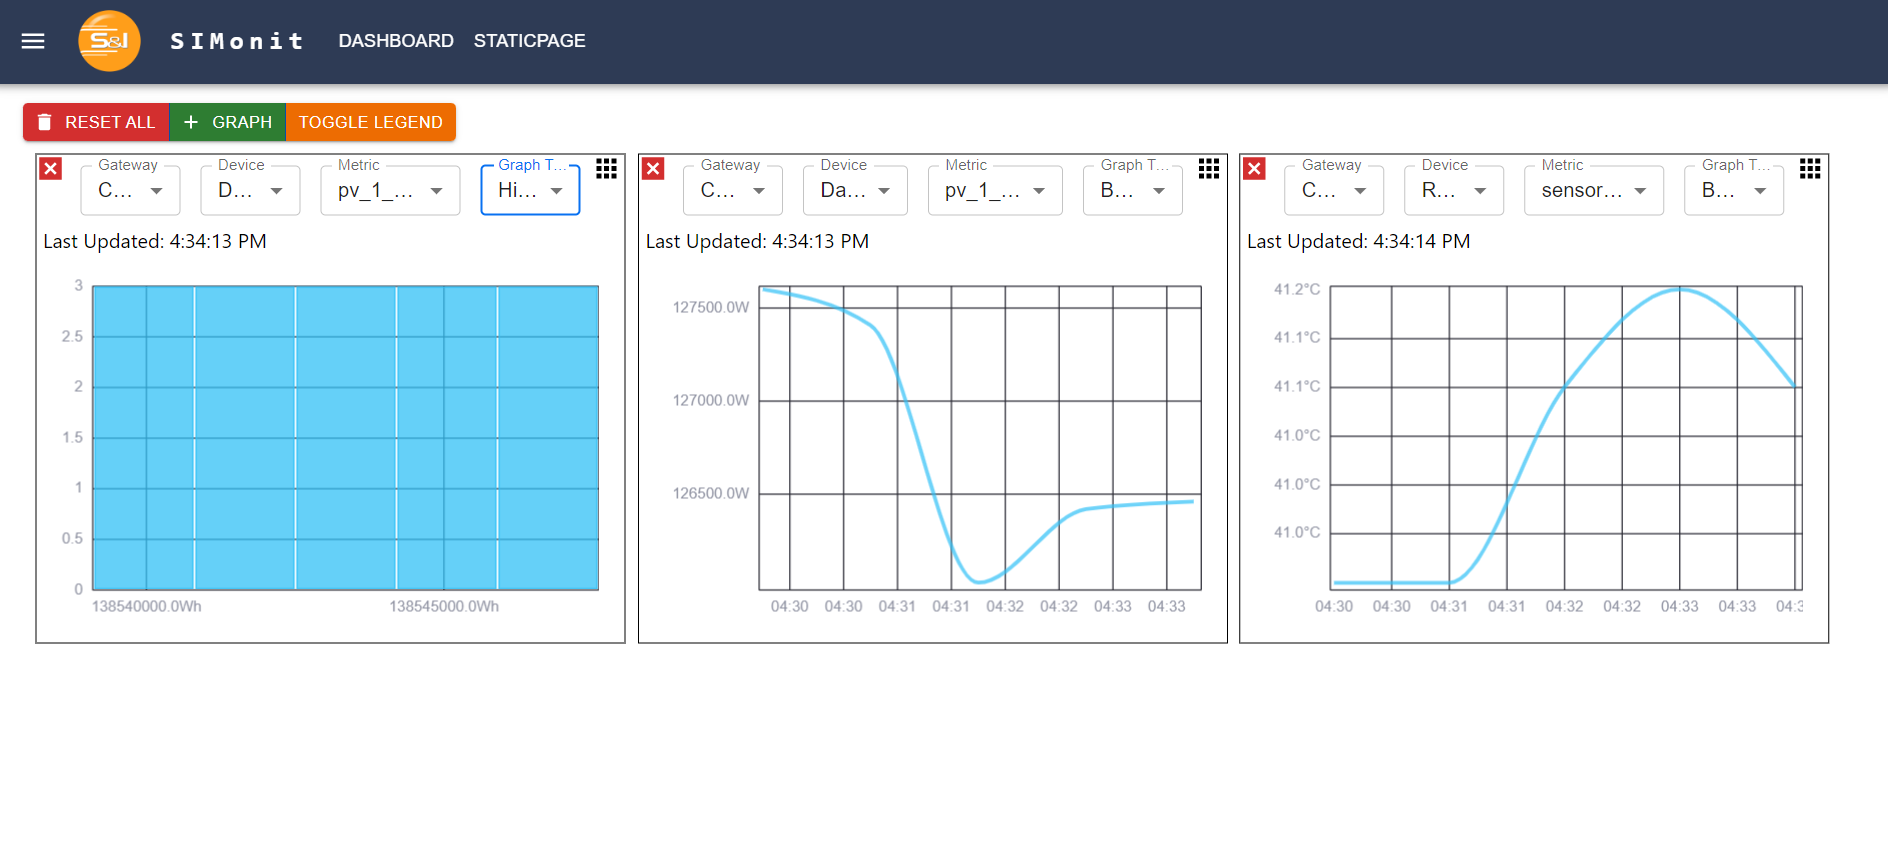 S&I
SIMonit
DASHBOARD STATICPAGE
RESET ALL
GRAPH
TOGGLE LEGEND
Gateway Device Metric Graph T...
C... D... pv_1_... Hi...
Last Updated: 4:34:13 PM
3
2.5
2
1.5
1
0.5
0
138540000.0Wh 138545000.0Wh
Gateway Device Metric Graph T...
C... Da... pv_1_... B...
Last Updated: 4:34:13 PM
127500.0W
127000.0W
126500.0W
04:30 04:30 04:31 04:31 04:32 04:32 04:33 04:33
Gateway Device Metric Graph T...
C... R... sensor... B...
Last Updated: 4:34:14 PM
41.2°C
41.1°C
41.1°C
41.0°C
41.0°C
41.0°C
04:30 04:30 04:31 04:31 04:32 04:32 04:33 04:33